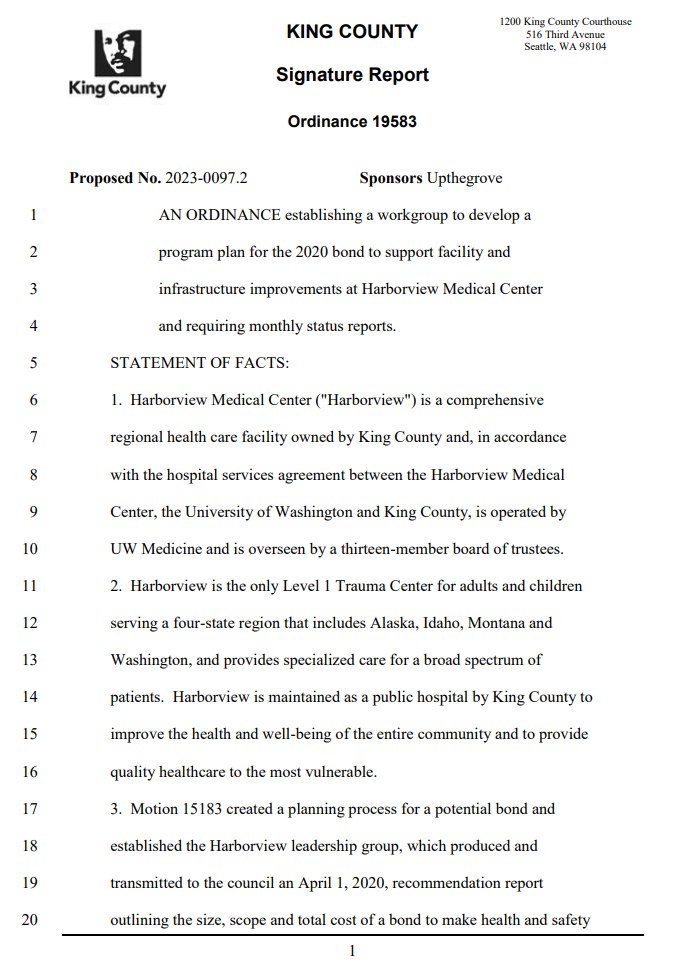 King County
KING COUNTY
Signature Report
Ordinance 19583
1200 King County Courthouse
516 Third Avenue
Seattle, WA 98104
Proposed No. 2023-0097.2 Sponsors Upthegrove
1 AN ORDINANCE establishing a workgroup to develop a
2 program plan for the 2020 bond to support facility and
3 infrastructure improvements at Harborview Medical Center
4 and requiring monthly status reports.
5 STATEMENT OF FACTS:
6 1. Harborview Medical Center ("Harborview") is a comprehensive
7 regional health care facility owned by King County and, in accordance
8 with the hospital services agreement between the Harborview Medical
9 Center, the University of Washington and King County, is operated by
10 UW Medicine and is overseen by a thirteen-member board of trustees.
11 2. Harborview is the only Level 1 Trauma Center for adults and children
12 serving a four-state region that includes Alaska, Idaho, Montana and
13 Washington, and provides specialized care for a broad spectrum of
14 patients. Harborview is maintained as a public hospital by King County to
15 improve the health and well-being of the entire community and to provide
16 quality healthcare to the most vulnerable.
17 3. Motion 15183 created a planning process for a potential bond and
18 established the Harborview leadership group, which produced and
19 transmitted to the council an April 1, 2020, recommendation report
20 outlining the size, scope and total cost of a bond to make health and safety
1